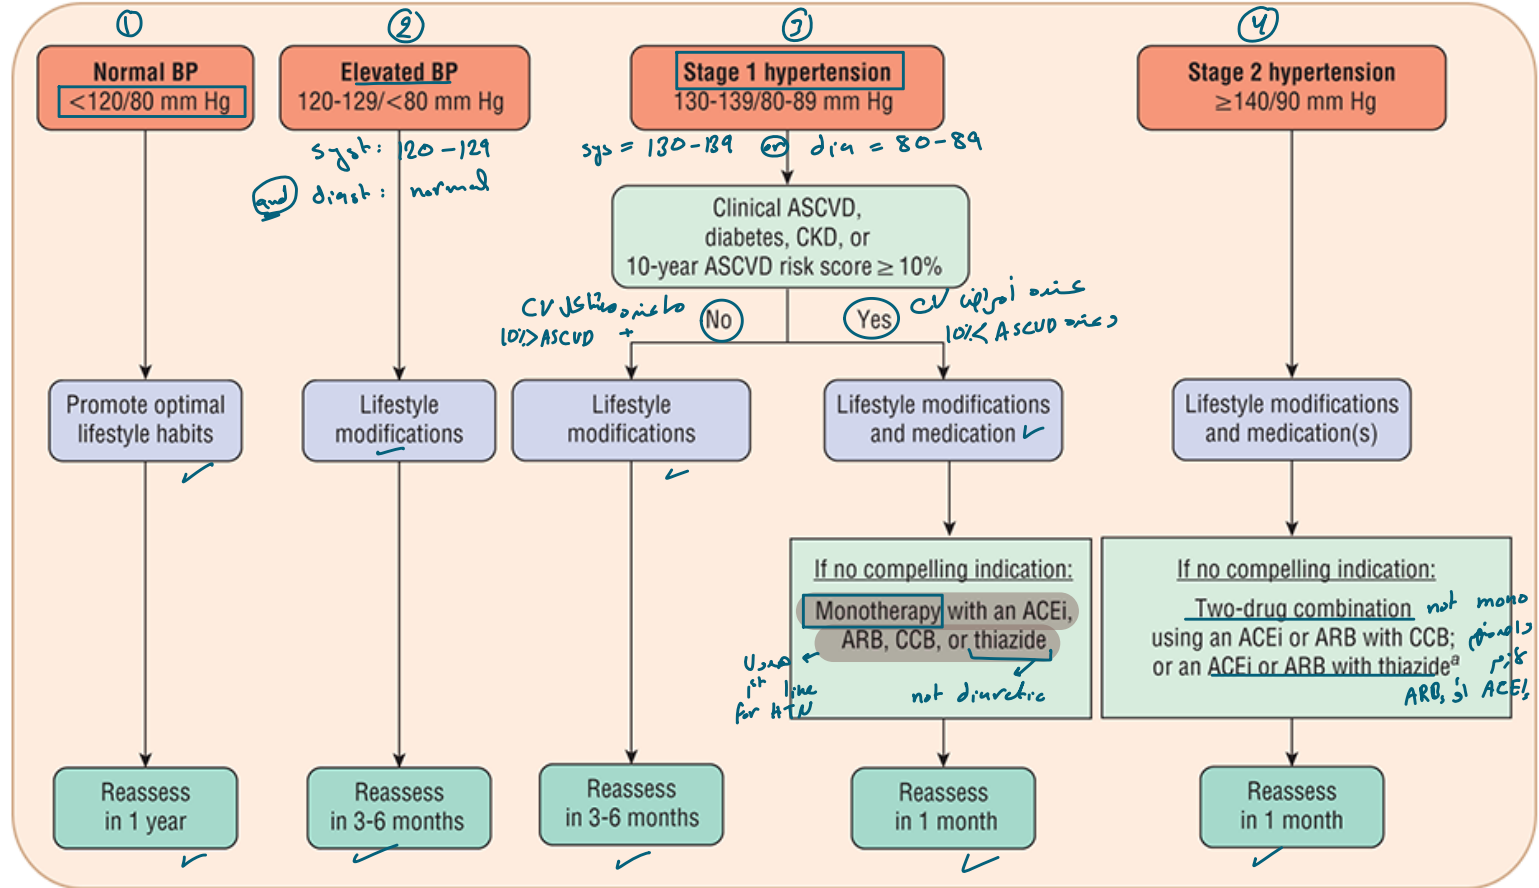 1
2
3
4
Normal BP
<120/80 mm Hg
Elevated BP
120-129/<80 mm Hg
syst: 120-129
and diast: normal
Stage 1 hypertension
130-139/80-89 mm Hg
sys = 130-139 or dia = 80-89
Stage 2 hypertension
≥140/90 mm Hg
Clinical ASCVD,
diabetes, CKD, or
10-year ASCVD risk score ≥ 10%
No
CV
10%>ASCVD +
Yes
عنده أمراض CV
10%< ASCVD
Promote optimal
lifestyle habits
Lifestyle
modifications
Lifestyle
modifications
Lifestyle modifications
and medication
Lifestyle modifications
and medication(s)
If no compelling indication:
Monotherapy with an ACEi,
ARB, CCB, or thiazide
1st line
for HTN
not diuretic
If no compelling indication:
Two-drug combination not mono
using an ACEi or ARB with CCB;
or an ACEi or ARB with thiazideª
ACEi, أو ARB
Reassess
in 1 year
Reassess
in 3-6 months
Reassess
in 3-6 months
Reassess
in 1 month
Reassess
in 1 month